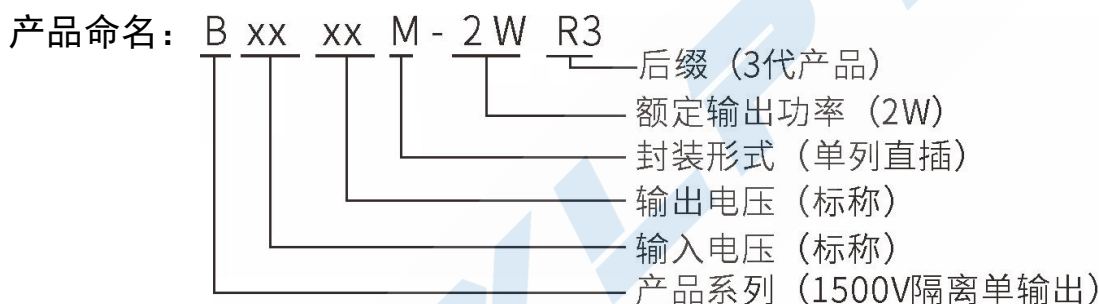 产品命名：B xx xx M - 2W R3
后缀（3代产品）
额定输出功率（2W）
封装形式（单列直插）
输出电压（标称）
输入电压（标称）
产品系列（1500V隔离单输出）